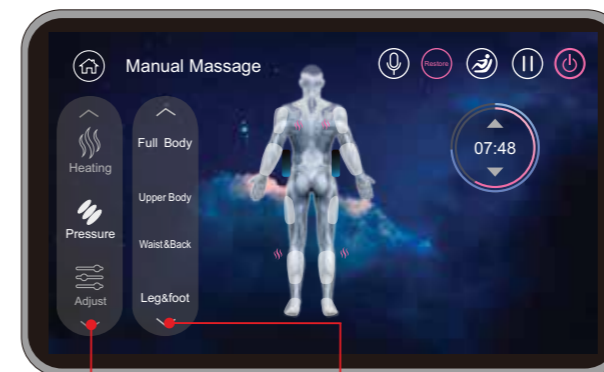 Manual Massage
Restore
Heating
Pressure
Adjust
Full Body
Upper Body
Waist&Back
Leg&foot
07:48